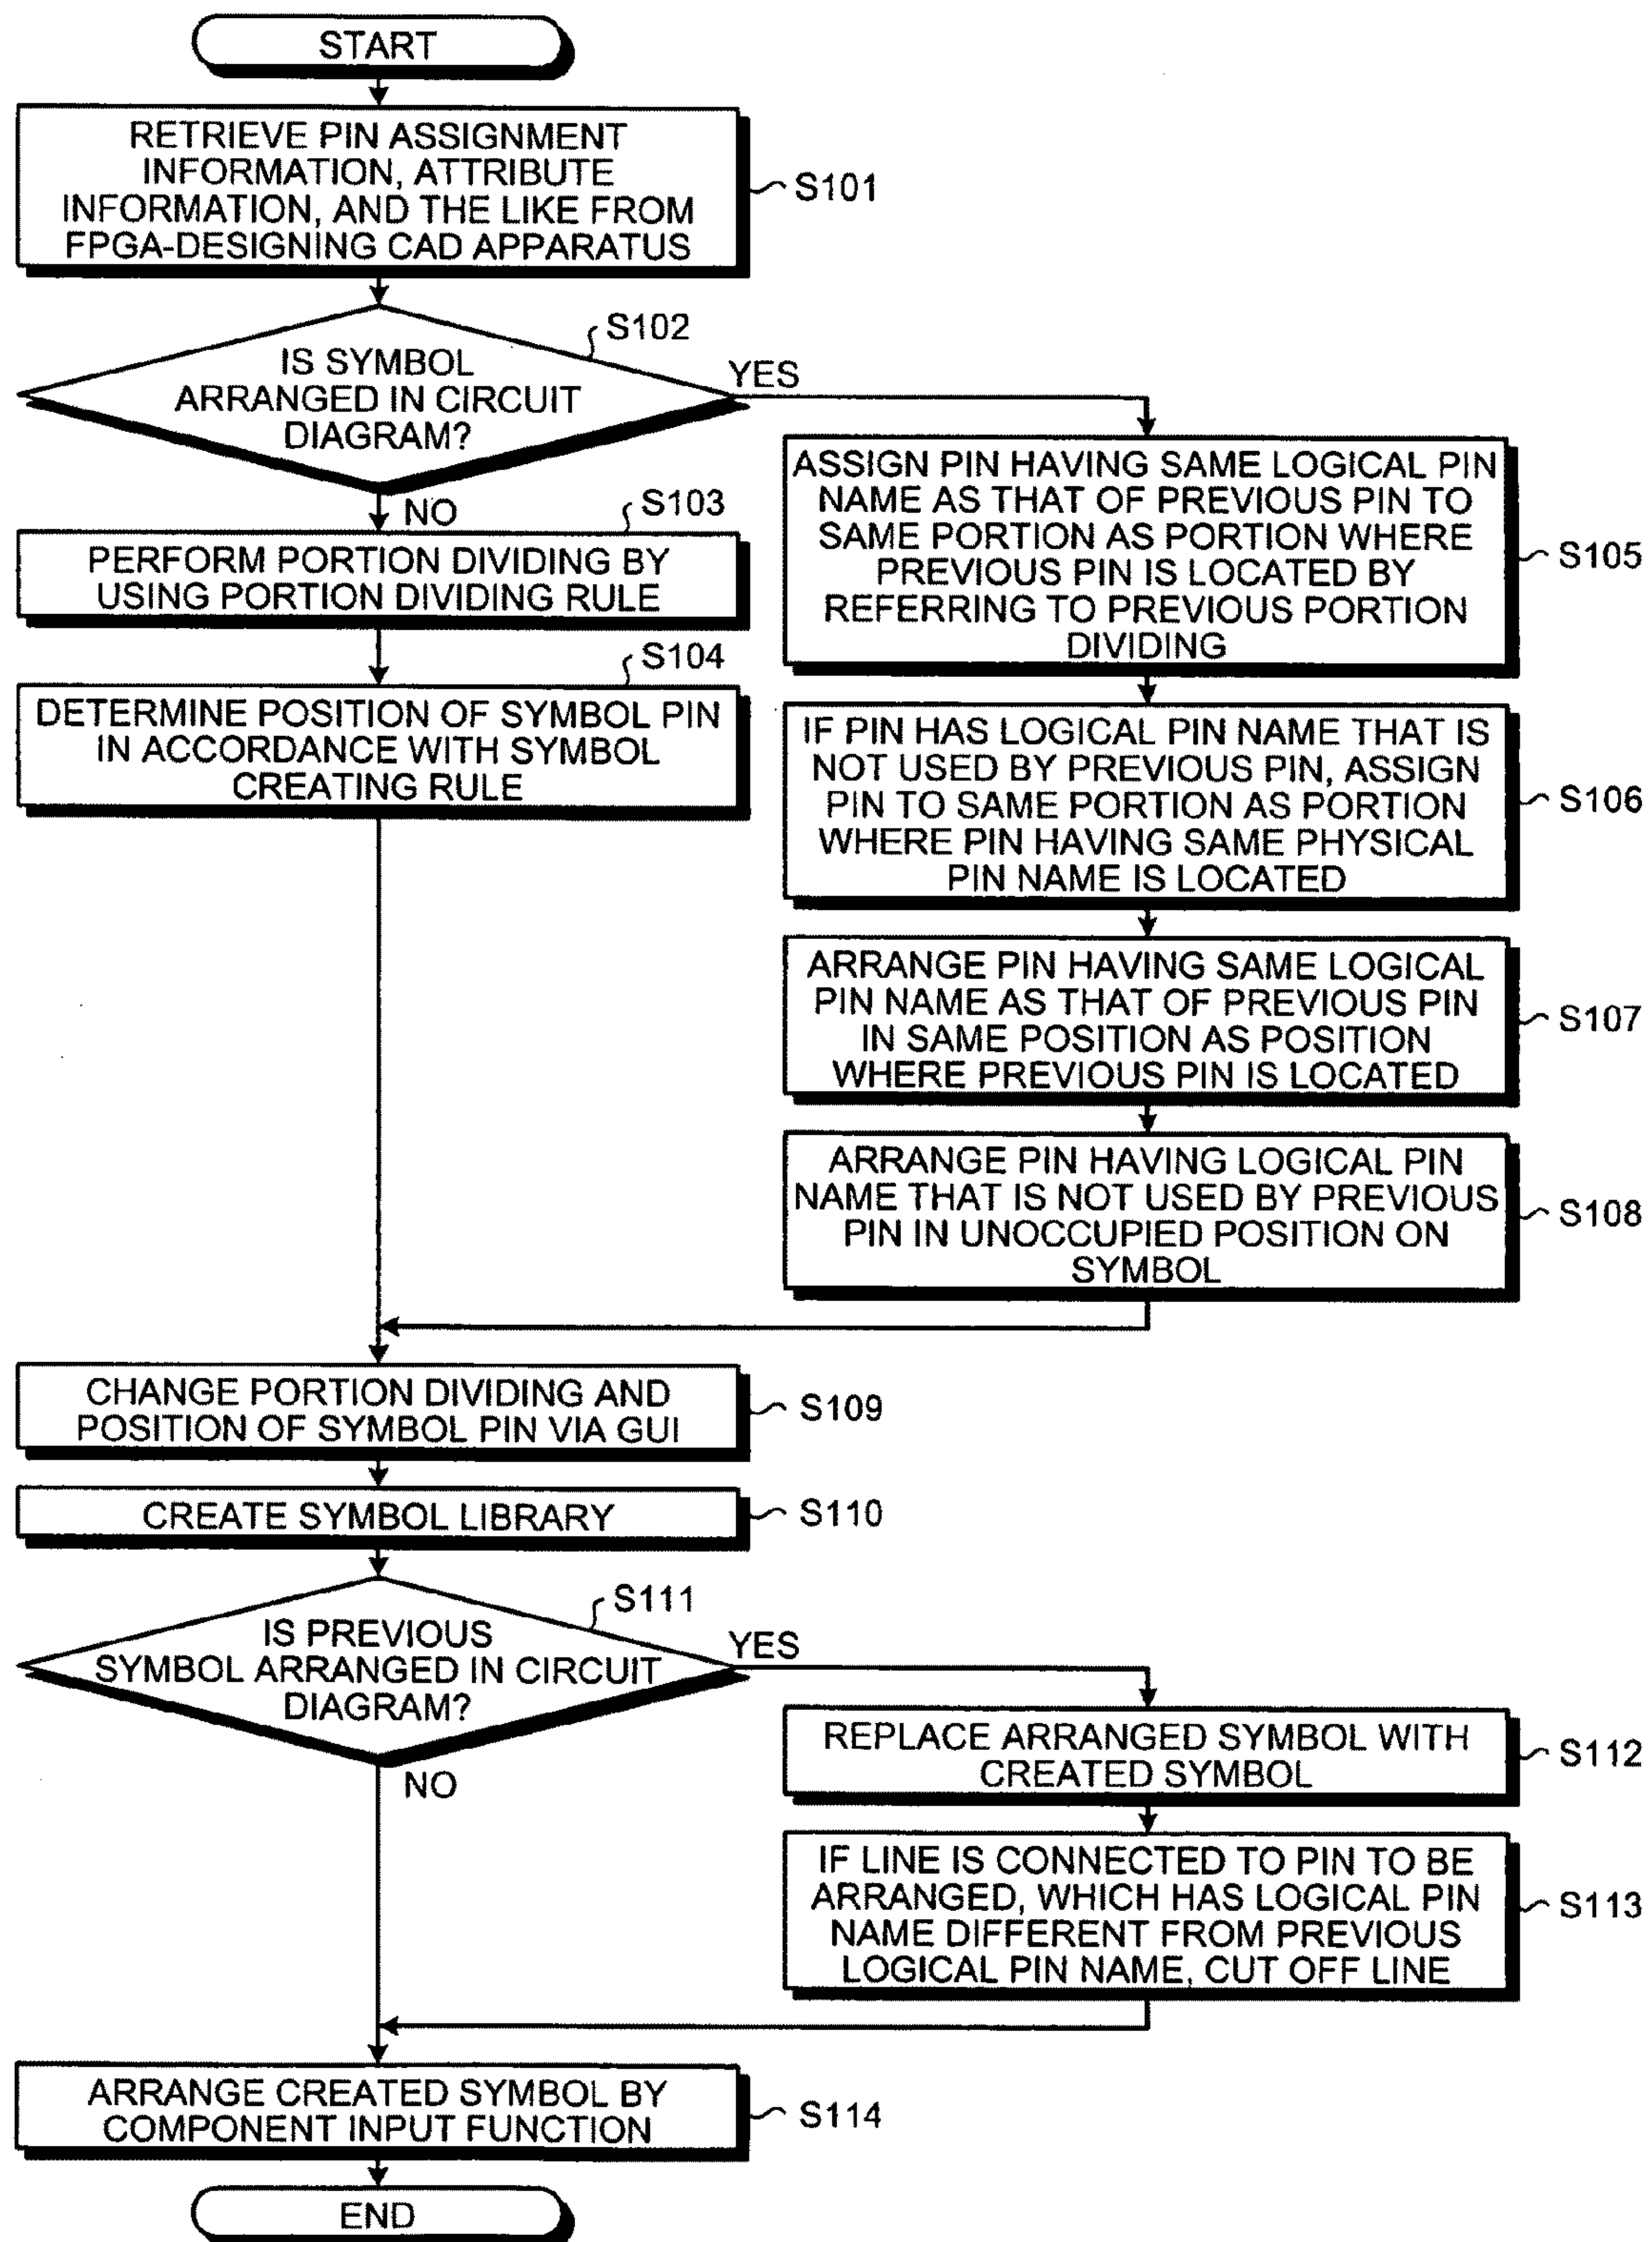 START
RETRIEVE PIN ASSIGNMENT
INFORMATION, ATTRIBUTE
INFORMATION, AND THE LIKE FROM
FPGA-DESIGNING CAD APPARATUS
S101
S102
IS SYMBOL
ARRANGED IN CIRCUIT
DIAGRAM?
YES
NO
S103
PERFORM PORTION DIVIDING BY
USING PORTION DIVIDING RULE
S104
DETERMINE POSITION OF SYMBOL PIN
IN ACCORDANCE WITH SYMBOL
CREATING RULE
ASSIGN PIN HAVING SAME LOGICAL PIN
NAME AS THAT OF PREVIOUS PIN TO
SAME PORTION AS PORTION WHERE
PREVIOUS PIN IS LOCATED BY
REFERRING TO PREVIOUS PORTION
DIVIDING
S105
IF PIN HAS LOGICAL PIN NAME THAT IS
NOT USED BY PREVIOUS PIN, ASSIGN
PIN TO SAME PORTION AS PORTION
WHERE PIN HAVING SAME PHYSICAL
PIN NAME IS LOCATED
S106
ARRANGE PIN HAVING SAME LOGICAL
PIN NAME AS THAT OF PREVIOUS PIN
IN SAME POSITION AS POSITION
WHERE PREVIOUS PIN IS LOCATED
S107
ARRANGE PIN HAVING LOGICAL PIN
NAME THAT IS NOT USED BY PREVIOUS
PIN IN UNOCCUPIED POSITION ON
SYMBOL
S108
CHANGE PORTION DIVIDING AND
POSITION OF SYMBOL PIN VIA GUI
S109
CREATE SYMBOL LIBRARY
S110
S111
IS PREVIOUS
SYMBOL ARRANGED IN CIRCUIT
DIAGRAM?
YES
NO
REPLACE ARRANGED SYMBOL WITH
CREATED SYMBOL
S112
IF LINE IS CONNECTED TO PIN TO BE
ARRANGED, WHICH HAS LOGICAL PIN
NAME DIFFERENT FROM PREVIOUS
LOGICAL PIN NAME, CUT OFF LINE
S113
ARRANGE CREATED SYMBOL BY
COMPONENT INPUT FUNCTION
S114
END